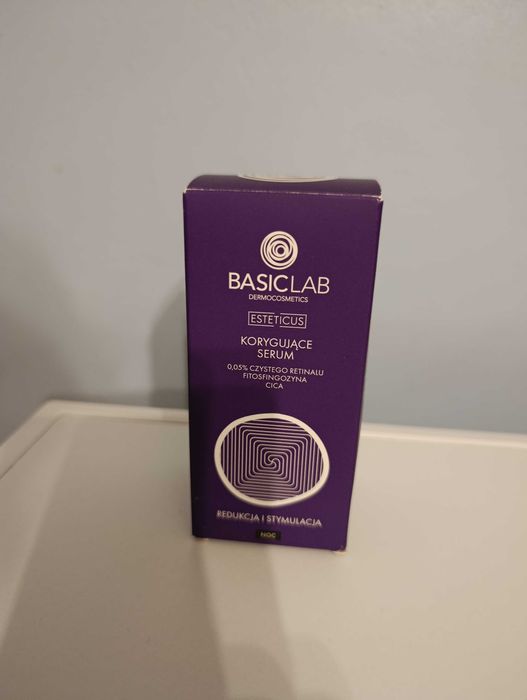 BASICLAB
DERMOCOSMETICS
ESTETICUS
KORYGUJĄCE
SERUM
0,05% CZYSTEGO RETINALU
FITOSFINGOZYNA
CICA
REDUKCJA I STYMULACJA
NOC